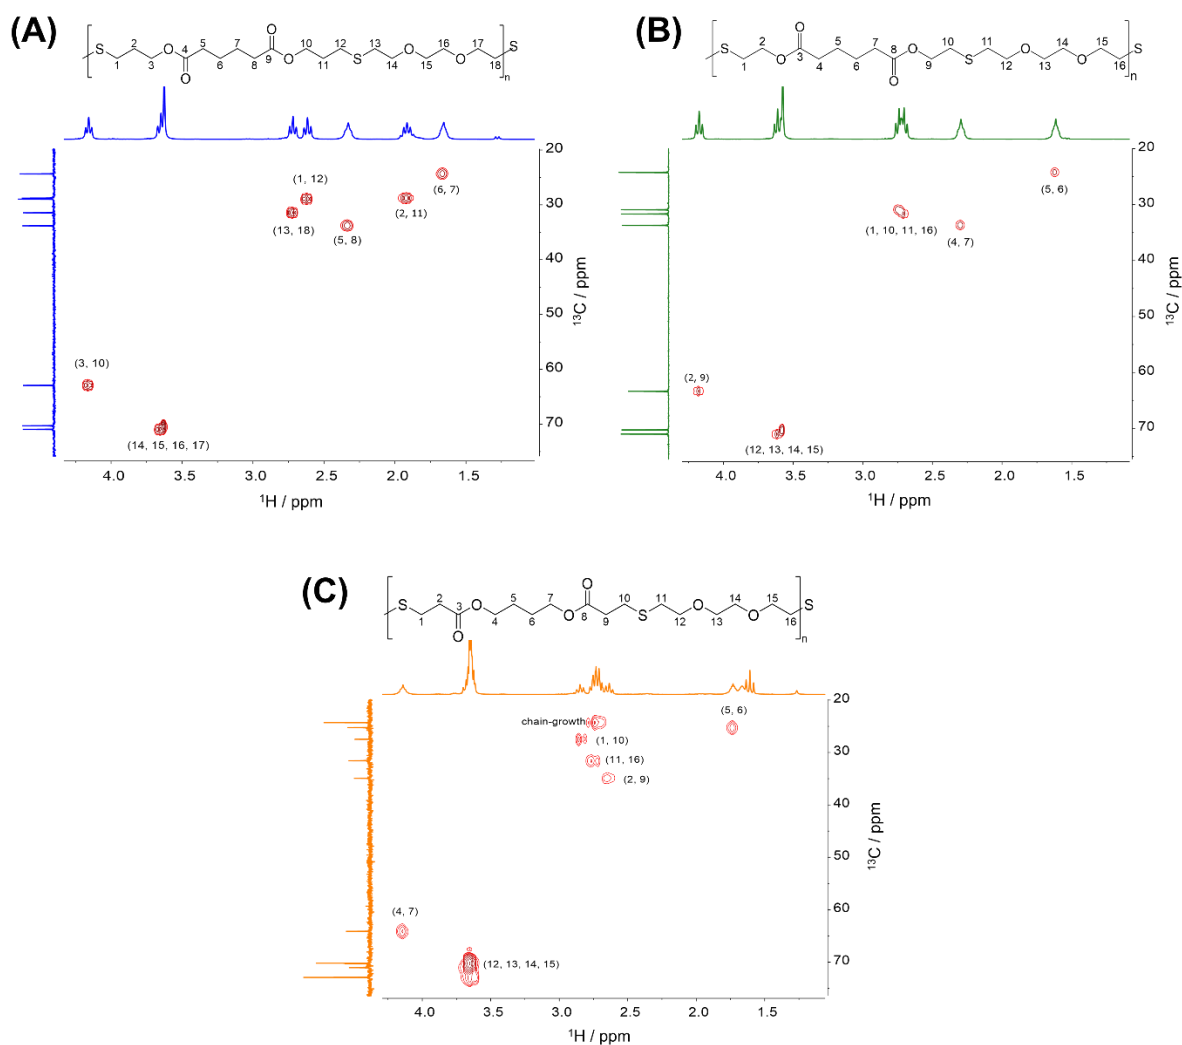 (A)
S O O O O S O O S
1 2 3 4 5 6 7 8 9 10 11 12 13 14 15 16 17 18 n
(1, 12)
(6, 7)
(13, 18)
(2, 11)
(5, 8)
(3, 10)
(14, 15, 16, 17)
20
30
40
50
60
70
¹³C / ppm
4.0 3.5 3.0 2.5 2.0 1.5
¹H / ppm
(B)
S O O O O S O O S
1 2 3 4 5 6 7 8 9 10 11 12 13 14 15 16 n
(5, 6)
(1, 10, 11, 16)
(4, 7)
(2, 9)
(12, 13, 14, 15)
20
30
40
50
60
70
¹³C / ppm
4.0 3.5 3.0 2.5 2.0 1.5
¹H / ppm
(C)
S O O O O S O O S
1 2 3 4 5 6 7 8 9 10 11 12 13 14 15 16 n
(5, 6)
chain-growth
(1, 10)
(11, 16)
(2, 9)
(4, 7)
(12, 13, 14, 15)
20
30
40
50
60
70
¹³C / ppm
4.0 3.5 3.0 2.5 2.0 1.5
¹H / ppm